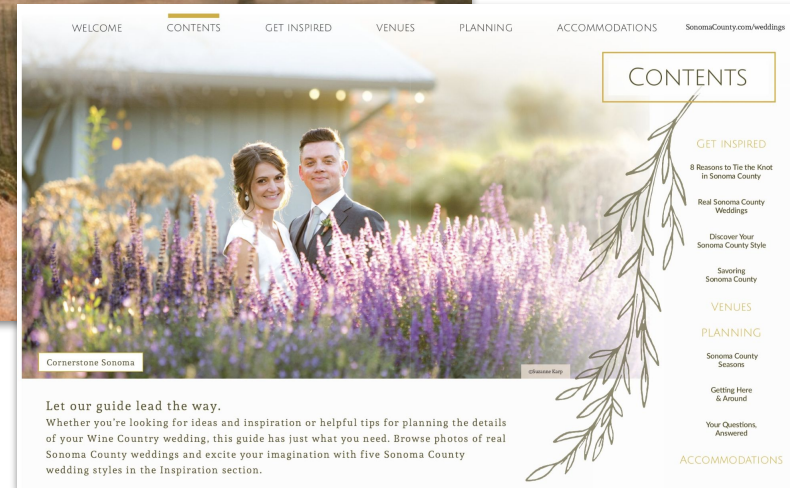 WELCOME CONTENTS GET INSPIRED VENUES PLANNING ACCOMMODATIONS SonomaCounty.com/weddings
CONTENTS
GET INSPIRED
8 Reasons to Tie the Knot
in Sonoma County
Real Sonoma County
Weddings
Discover Your
Sonoma County Style
Savoring
Sonoma County
VENUES
PLANNING
Sonoma County
Seasons
Getting Here
& Around
Your Questions,
Answered
ACCOMMODATIONS
Cornerstone Sonoma
©Suzanne Karp
Let our guide lead the way.
Whether you're looking for ideas and inspiration or helpful tips for planning the details
of your Wine Country wedding, this guide has just what you need. Browse photos of real
Sonoma County weddings and excite your imagination with five Sonoma County
wedding styles in the Inspiration section.